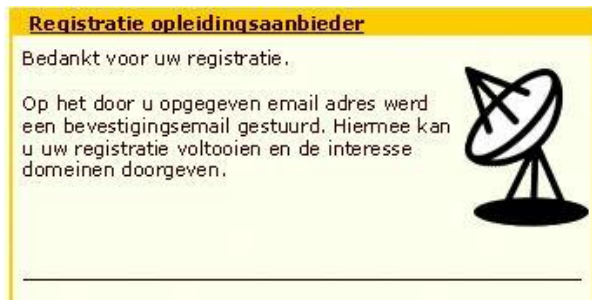 Registratie opleidingsaanbieder
Bedankt voor uw registratie.
Op het door u opgegeven email adres werd
een bevestigingsemail gestuurd. Hiermee kan
u uw registratie voltooien en de interesse
domeinen doorgeven.